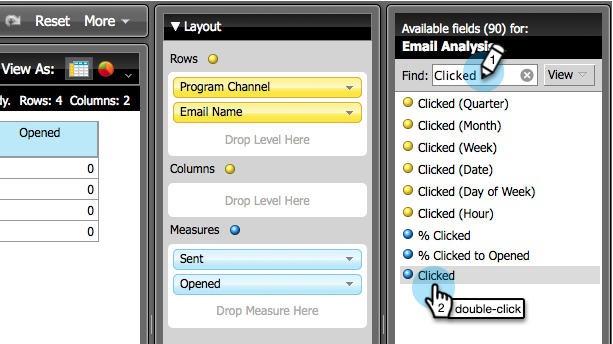 Reset More
View As:
dy. Rows: 4 Columns: 2
Opened
0
0
0
0
Layout
Rows
Program Channel
Email Name
Drop Level Here
Columns
Drop Level Here
Measures
Sent
Opened
Drop Measure Here
Available fields (90) for:
Email Analysis
1
Find: Clicked View
Clicked (Quarter)
Clicked (Month)
Clicked (Week)
Clicked (Date)
Clicked (Day of Week)
Clicked (Hour)
% Clicked
% Clicked to Opened
Clicked
2 double-click